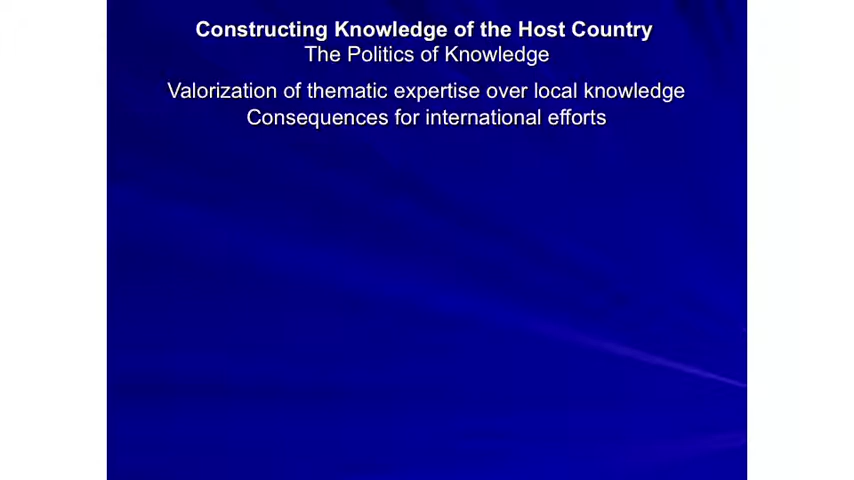 Constructing Knowledge of the Host Country
The Politics of Knowledge
Valorization of thematic expertise over local knowledge
Consequences for international efforts